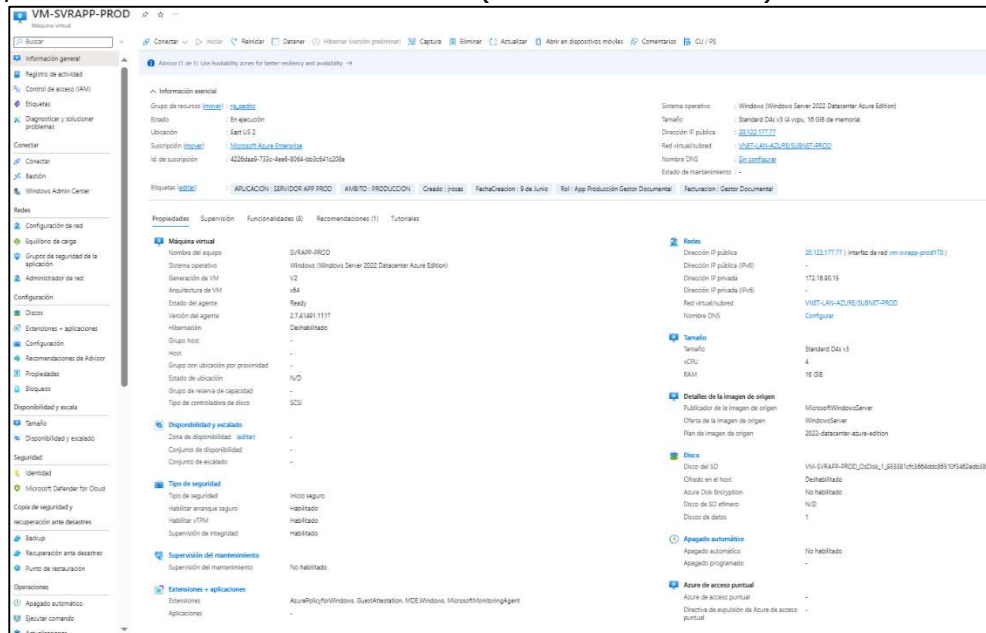 VM-SVRAPP-PROD
Máquina virtual
Buscar
Información general
Registro de actividad
Control de acceso (IAM)
Etiquetas
Diagnosticar y solucionar problemas
Conectar
Conectar
Bastión
Windows Admin Center
Redes
Configuración de red
Equilibrio de carga
Grupos de seguridad de la aplicación
Administrador de red
Configuración
Discos
Extensiones + aplicaciones
Configuración
Recomendaciones de Advisor
Propiedades
Bloqueos
Disponibilidad y escala
Tamaño
Disponibilidad y escalado
Seguridad
Identidad
Microsoft Defender for Cloud
Copia de seguridad y recuperación ante desastres
Backup
Recuperación ante desastres
Punto de restauración
Operaciones
Apagado automático
Ejecutar comando
Conectar Iniciar Reiniciar Detener Hibernar (versión preliminar) Captura Eliminar Actualizar Abrir en dispositivos móviles Comentarios CLI / PS
Advisor (1 de 1): Use Availability zones for better resiliency and availability
Información esencial
Grupo de recursos (mover) : rg_gedoc
Estado : En ejecución
Ubicación : East US 2
Suscripción (mover) : Microsoft Azure Enterprise
Id. de suscripción
Sistema operativo : Windows (Windows Server 2022 Datacenter Azure Edition)
Tamaño : Standard D4s v3 (4 vcpu, 16 GiB de memoria)
Dirección IP pública : 20.122.177.77
Red virtual/subred : VNET-LAN-AZURE/SUBNET-PROD
Nombre DNS : Sin configurar
Estado de mantenimiento : -
Etiquetas (editar) : APLICACION : SERVIDOR APP PROD AMBITO : PRODUCCION Creado : jrosas FechaCreacion : 9 de Junio Rol : App Producción Gestor Documental Facturacion : Gestor Documental
Propiedades Supervisión Funcionalidades (8) Recomendaciones (1) Tutoriales
Máquina virtual
Nombre del equipo SVRAPP-PROD
Sistema operativo Windows (Windows Server 2022 Datacenter Azure Edition)
Generación de VM V2
Arquitectura de VM x64
Estado del agente Ready
Versión del agente 2.7.41491.1117
Hibernación Deshabilitado
Grupo host -
Host -
Grupo con ubicación por proximidad -
Estado de ubicación N/D
Grupo de reserva de capacidad -
Tipo de controladora de disco SCSI
Disponibilidad y escalado
Zona de disponibilidad (editar) -
Conjunto de disponibilidad -
Conjunto de escalado -
Tipo de seguridad
Tipo de seguridad Inicio seguro
Habilitar arranque seguro Habilitado
Habilitar vTPM Habilitado
Supervisión de integridad Habilitado
Supervisión del mantenimiento
Supervisión del mantenimiento No habilitado
Extensiones + aplicaciones
Extensiones AzurePolicyforWindows, GuestAttestation, MDE.Windows, MicrosoftMonitoringAgent
Aplicaciones -
Redes
Dirección IP pública 20.122.177.77 ( Interfaz de red vm-svrapp-prod170 )
Dirección IP pública (IPv6) -
Dirección IP privada 172.16.90.16
Dirección IP privada (IPv6) -
Red virtual/subred VNET-LAN-AZURE/SUBNET-PROD
Nombre DNS Configurar
Tamaño
Tamaño Standard D4s v3
vCPU 4
RAM 16 GiB
Detalles de la imagen de origen
Publicador de la imagen de origen MicrosoftWindowsServer
Oferta de la imagen de origen WindowsServer
Plan de imagen de origen 2022-datacenter-azure-edition
Disco
Disco del SO
Cifrado en el host Deshabilitado
Azure Disk Encryption No habilitado
Disco de SO efímero N/D
Discos de datos 1
Apagado automático
Apagado automático No habilitado
Apagado programado -
Azure de acceso puntual
Azure de acceso puntual -
Directiva de expulsión de Azure de acceso puntual -